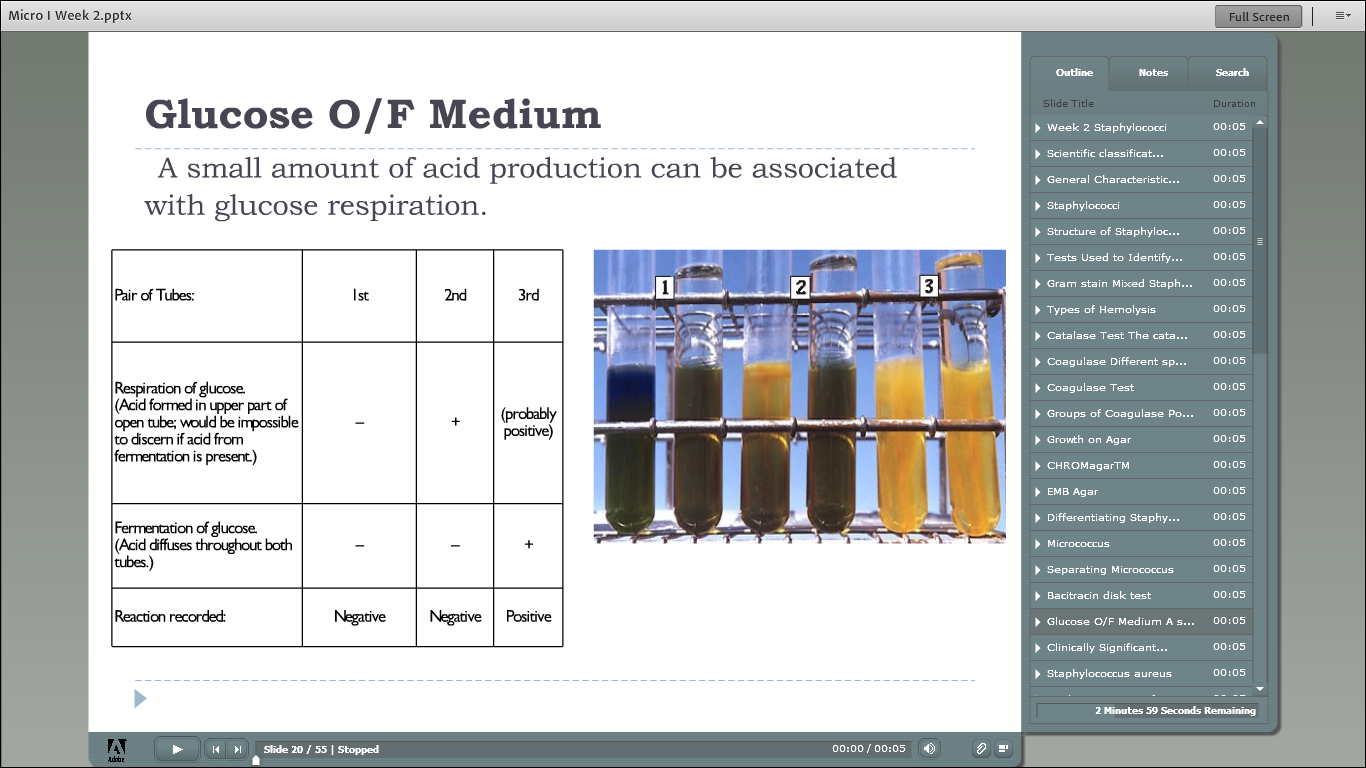 Micro I Week 2.pptx
Full Screen
Glucose O/F Medium
A small amount of acid production can be associated
with glucose respiration.
Pair of Tubes: 1st 2nd 3rd
Respiration of glucose.
(Acid formed in upper part of
open tube; would be impossible
to discern if acid from
fermentation is present.)
– + (probably
positive)
Fermentation of glucose.
(Acid diffuses throughout both
tubes.)
– – +
Reaction recorded: Negative Negative Positive
1 2 3
Outline Notes Search
Slide Title Duration
Week 2 Staphylococci 00:05
Scientific classificat... 00:05
General Characteristic... 00:05
Staphylococci 00:05
Structure of Staphyloc... 00:05
Tests Used to Identify... 00:05
Gram stain Mixed Staph... 00:05
Types of Hemolysis 00:05
Catalase Test The cata... 00:05
Coagulase Different sp... 00:05
Coagulase Test 00:05
Groups of Coagulase Po... 00:05
Growth on Agar 00:05
CHROMagarTM 00:05
EMB Agar 00:05
Differentiating Staphy... 00:05
Micrococcus 00:05
Separating Micrococcus 00:05
Bacitracin disk test 00:05
Glucose O/F Medium A s... 00:05
Clinically Significant... 00:05
Staphylococcus aureus 00:05
2 Minutes 59 Seconds Remaining
Adobe
Slide 20 / 55 | Stopped
00:00 / 00:05